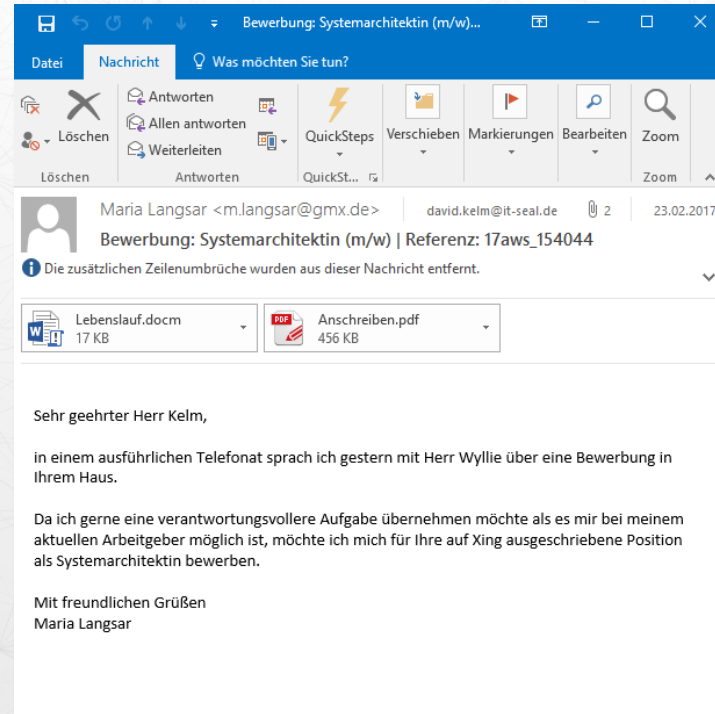 Bewerbung: Systemarchitektin (m/w)...
Datei Nachricht Was möchten Sie tun?
Löschen
Antworten
Allen antworten
Weiterleiten
QuickSteps
Verschieben
Markierungen
Bearbeiten
Zoom
Löschen Antworten QuickSt... Zoom
Maria Langsar <m.langsar@gmx.de> david.kelm@it-seal.de 2 23.02.2017
Bewerbung: Systemarchitektin (m/w) | Referenz: 17aws_154044
Die zusätzlichen Zeilenumbrüche wurden aus dieser Nachricht entfernt.
Lebenslauf.docm
17 KB
PDF
Anschreiben.pdf
456 KB
Sehr geehrter Herr Kelm,
in einem ausführlichen Telefonat sprach ich gestern mit Herr Wyllie über eine Bewerbung in
Ihrem Haus.
Da ich gerne eine verantwortungsvollere Aufgabe übernehmen möchte als es mir bei meinem
aktuellen Arbeitgeber möglich ist, möchte ich mich für Ihre auf Xing ausgeschriebene Position
als Systemarchitektin bewerben.
Mit freundlichen Grüßen
Maria Langsar